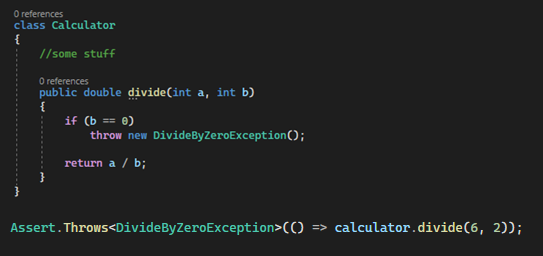 0 references
class Calculator
{
//some stuff
0 references
public double divide(int a, int b)
{
if (b == 0)
throw new DivideByZeroException();
return a / b;
}
}
Assert.Throws<DivideByZeroException>(() => calculator.divide(6, 2));